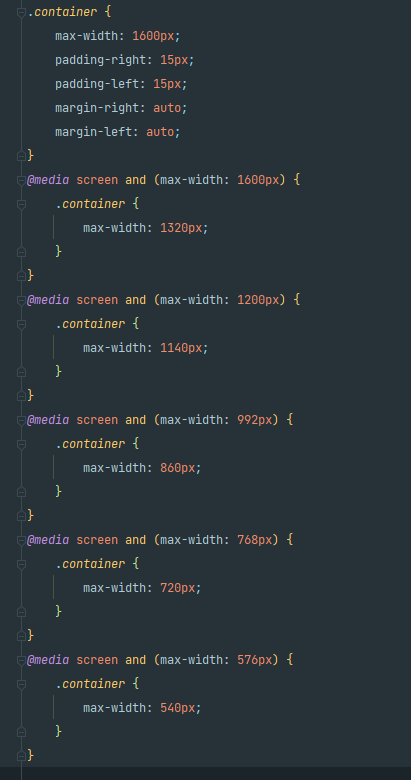 .container {
    max-width: 1600px;
    padding-right: 15px;
    padding-left: 15px;
    margin-right: auto;
    margin-left: auto;
}
@media screen and (max-width: 1600px) {
    .container {
        max-width: 1320px;
    }
}
@media screen and (max-width: 1200px) {
    .container {
        max-width: 1140px;
    }
}
@media screen and (max-width: 992px) {
    .container {
        max-width: 860px;
    }
}
@media screen and (max-width: 768px) {
    .container {
        max-width: 720px;
    }
}
@media screen and (max-width: 576px) {
    .container {
        max-width: 540px;
    }
}